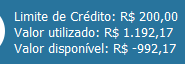 Limite de Crédito: R$ 200,00
Valor utilizado: R$ 1.192,17
Valor disponível: R$ -992,17